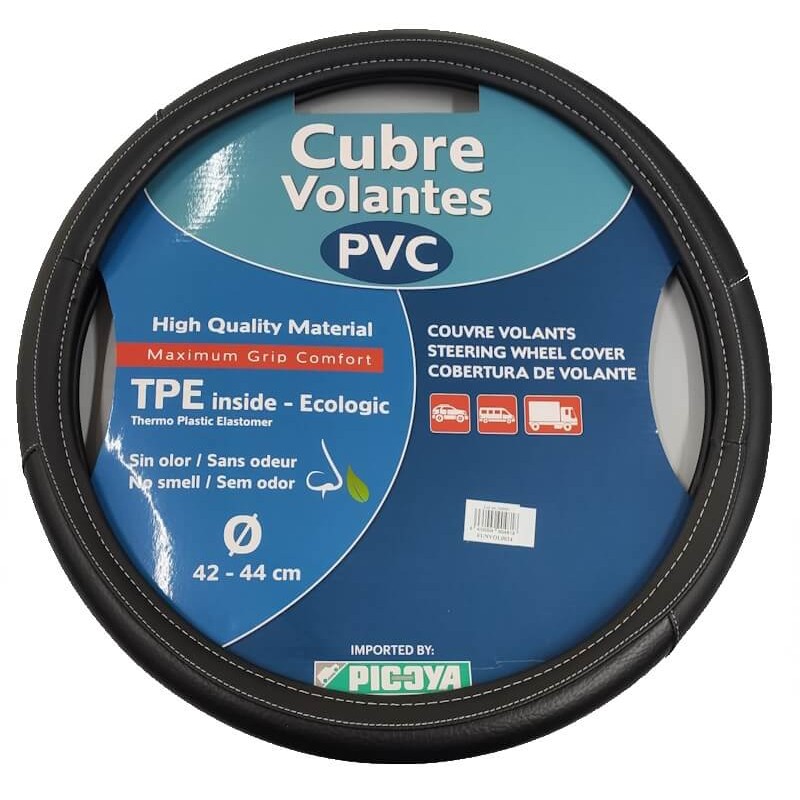 Cubre
Volantes
PVC
High Quality Material
Maximum Grip Comfort
TPE inside - Ecologic
Thermo Plastic Elastomer
Sin olor / Sans odeur
No smell / Sem odor
Ø
42 - 44 cm
COUVRE VOLANTS
STEERING WHEEL COVER
COBERTURA DE VOLANTE
IMPORTED BY:
PICOYA